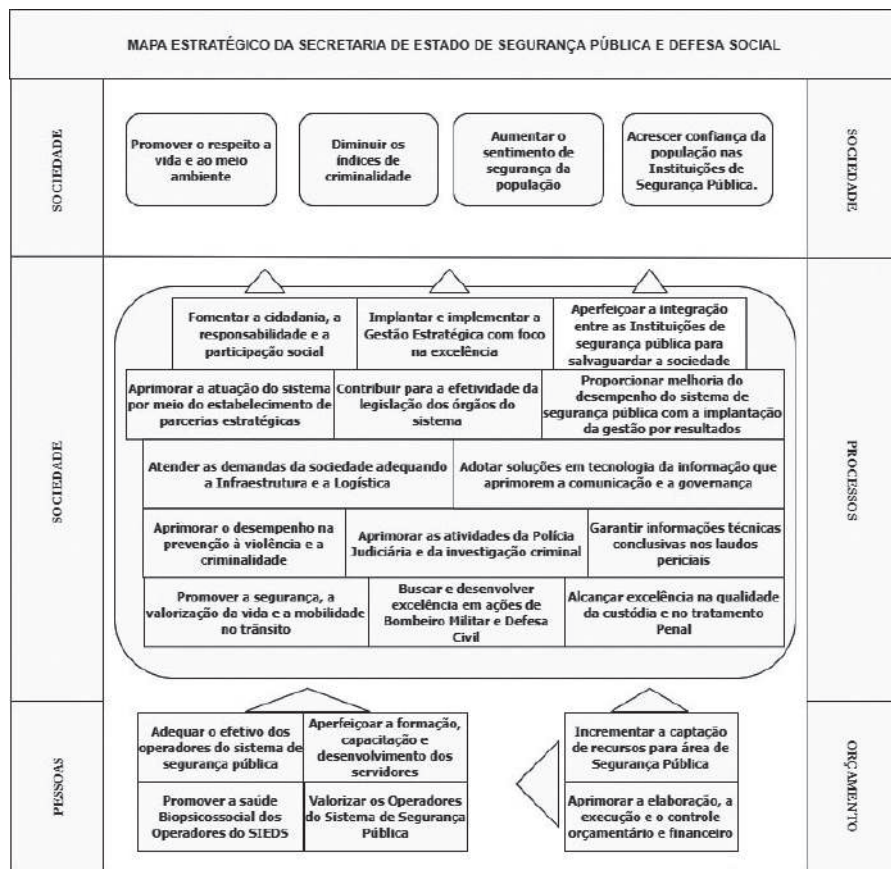 MAPA ESTRATÉGICO DA SECRETARIA DE ESTADO DE SEGURANÇA PÚBLICA E DEFESA SOCIAL
SOCIEDADE
Promover o respeito a
vida e ao meio
ambiente
Diminuir os
índices de
criminalidade
Aumentar o
sentimento de
segurança da
população
Acrescer confiança da
população nas
Instituições de
Segurança Pública.
SOCIEDADE
SOCIEDADE
Fomentar a cidadania, a
responsabilidade e a
participação social
Implantar e implementar a
Gestão Estratégica com foco
na excelência
Aperfeiçoar a integração
entre as Instituições de
segurança pública para
salvaguardar a sociedade
Aprimorar a atuação do sistema
por meio do estabelecimento de
parcerias estratégicas
Contribuir para a efetividade da
legislação dos órgãos do
sistema
Proporcionar melhoria do
desempenho do sistema de
segurança pública com a implantação
da gestão por resultados
Atender as demandas da sociedade adequando
a Infraestrutura e a Logística
Adotar soluções em tecnologia da informação que
aprimorem a comunicação e a governança
Aprimorar o desempenho na
prevenção à violência e a
criminalidade
Aprimorar as atividades da Polícia
Judiciária e da investigação criminal
Garantir informações técnicas
conclusivas nos laudos
periciais
Promover a segurança, a
valorização da vida e a mobilidade
no trânsito
Buscar e desenvolver
excelência em ações de
Bombeiro Militar e Defesa
Civil
Alcançar excelência na qualidade
da custódia e no tratamento
Penal
PROCESSOS
PESSOAS
Adequar o efetivo dos
operadores do sistema de
segurança pública
Aperfeiçoar a formação,
capacitação e
desenvolvimento dos
servidores
Promover a saúde
Biopsicossocial dos
Operadores do SIEDS
Valorizar os Operadores
do Sistema de Segurança
Pública
Incrementar a captação
de recursos para área de
Segurança Pública
Aprimorar a elaboração, a
execução e o controle
orçamentário e financeiro
ORÇAMENTO